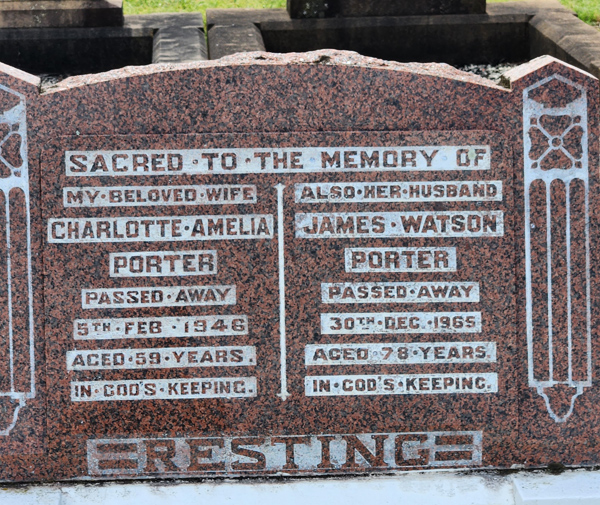 SACRED·TO·THE·MEMORY·OF
MY·BELOVED·WIFE
CHARLOTTE·AMELIA
PORTER
PASSED·AWAY
5TH·FEB·1946
AGED·59·YEARS
IN·GOD'S·KEEPING.
ALSO·HER·HUSBAND
JAMES·WATSON
PORTER
PASSED·AWAY
30TH·DEC·1965
AGED·78·YEARS.
IN·GOD'S·KEEPING.
RESTING